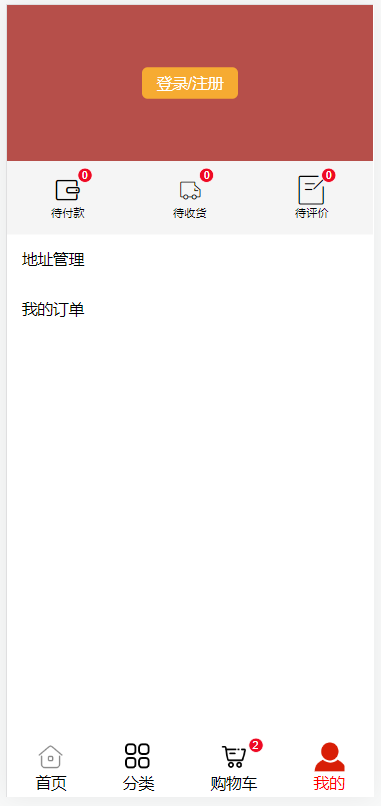 登录/注册
0 0 0
待付款 待收货 待评价
地址管理
我的订单
2
首页 分类 购物车 我的